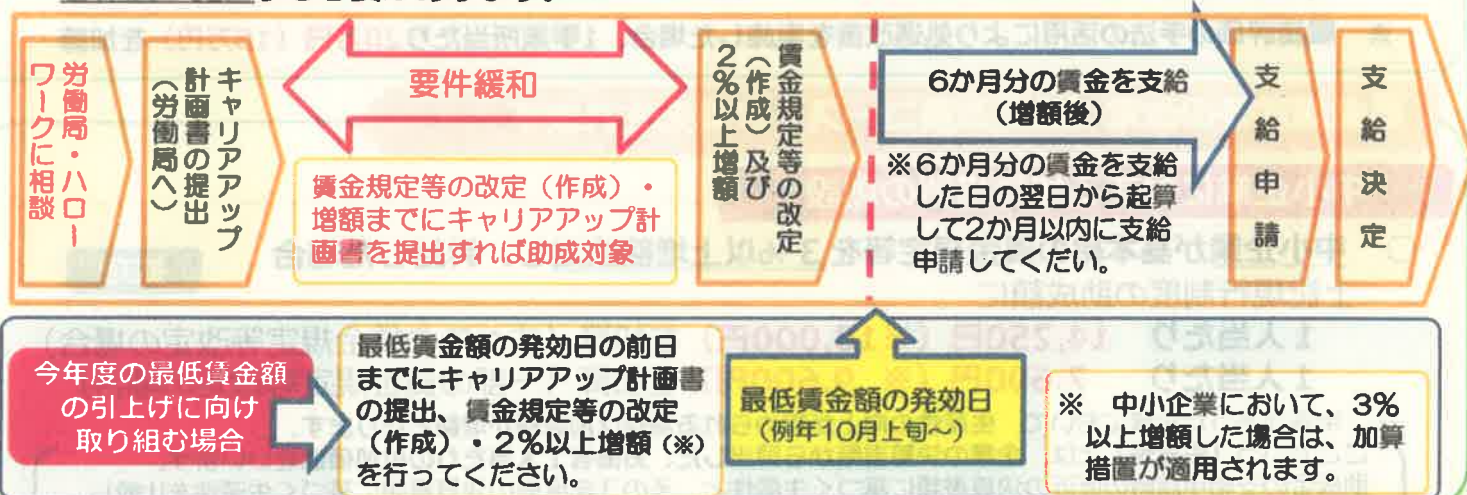 労働局・ハロー
ワークに相談
キャリアアップ
計画書の提出
（労働局へ）
要件緩和
賃金規定等の改定（作成）・
増額までにキャリアアップ計
画書を提出すれば助成対象
賃金規定等の改定
（作成）及び
２％以上増額
6か月分の賃金を支給
（増額後）
※６か月分の賃金を支給
した日の翌日から起算
して2か月以内に支給
申請してくだい。
支給申請
支給決定
今年度の最低賃金額
の引上げに向け
取り組む場合
最低賃金額の発効日の前日
までにキャリアアップ計画書
の提出、賃金規定等の改定
（作成）・２％以上増額（※）
を行ってください。
最低賃金額の発効日
（例年10月上旬～）
※　中小企業において、3％
以上増額した場合は、加算
措置が適用されます。